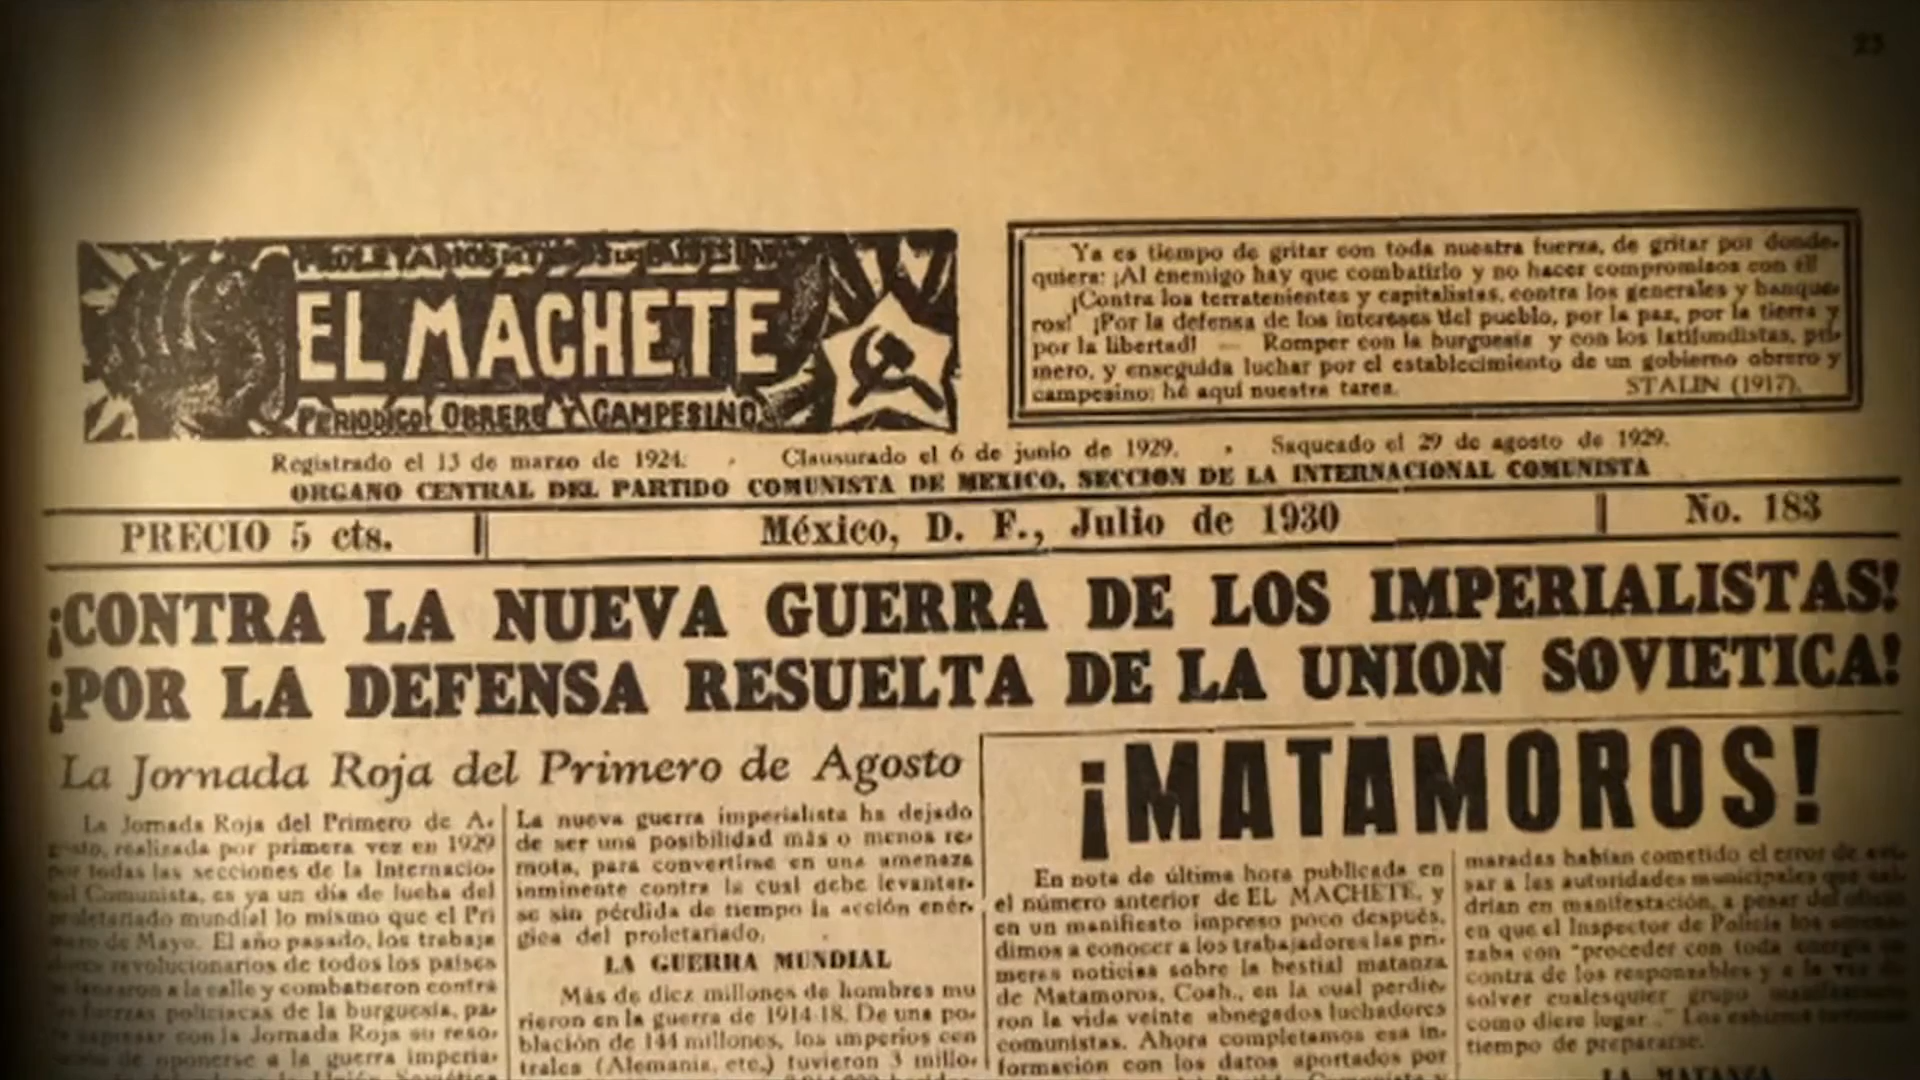 23
PROLETARIOS DE TODOS LOS PAISES UNIOS
EL MACHETE
PERIODICO OBRERO Y CAMPESINO
Ya es tiempo de gritar con toda nuestra fuerza, de gritar por donde-
quiera: ¡Al enemigo hay que combatirlo y no hacer compromisos con él!
¡Contra los terratenientes y capitalistas, contra los generales y banque-
ros! ¡Por la defensa de los intereses del pueblo, por la paz, por la tierra y
por la libertad! — Romper con la burguesía y con los latifundistas, pri-
mero, y enseguida luchar por el establecimiento de un gobierno obrero y
campesino: hé aquí nuestra tarea. STALIN (1917).
Registrado el 13 de marzo de 1924. • Clausurado el 6 de junio de 1929. • Saqueado el 29 de agosto de 1929.
ORGANO CENTRAL DEL PARTIDO COMUNISTA DE MEXICO, SECCION DE LA INTERNACIONAL COMUNISTA
PRECIO 5 cts. México, D. F., Julio de 1930 No. 183
¡CONTRA LA NUEVA GUERRA DE LOS IMPERIALISTAS!
¡POR LA DEFENSA RESUELTA DE LA UNION SOVIETICA!
La Jornada Roja del Primero de Agosto
La Jornada Roja del Primero de A-
gosto, realizada por primera vez en 1929
por todas las secciones de la Internacio-
nal Comunista, es ya un día de lucha del
proletariado mundial lo mismo que el Pri
mero de Mayo. El año pasado, los trabaja
dores revolucionarios de todos los países
se lanzaron a la calle y combatieron contra
las fuerzas policíacas de la burguesía, pa-
ra expresar con la Jornada Roja su reso-
de oponerse a la guerra imperia-
la Unión Soviética
La nueva guerra imperialista ha dejado
de ser una posibilidad más o menos re-
mota, para convertirse en una amenaza
inminente contra la cual debe levantar-
se sin pérdida de tiempo la acción enér-
gica del proletariado.
LA GUERRA MUNDIAL
Más de diez millones de hombres mu
rieron en la guerra de 1914-18. De una po-
blación de 144 millones, los imperios cen
trales (Alemania, etc.) tuvieron 3 millo-
¡MATAMOROS!
En nota de última hora publicada en
el número anterior de EL MACHETE, y
en un manifiesto impreso poco después,
dimos a conocer a los trabajadores las pri-
meras noticias sobre la bestial matanza
de Matamoros, Coah., en la cual perdie-
ron la vida veinte abnegados luchadores
comunistas. Ahora completamos esa in-
formación con los datos aportados por
maradas habían cometido el error de avi-
sar a las autoridades municipales que sal-
drían en manifestación, a pesar del oficio
en que el Inspector de Policía los amena-
zaba con "proceder con toda energía en
contra de los responsables y a la vez di-
solver cualesquier grupo
como diere lugar." Los esbirros tuvieron
tiempo de prepararse.
LA MATANZA